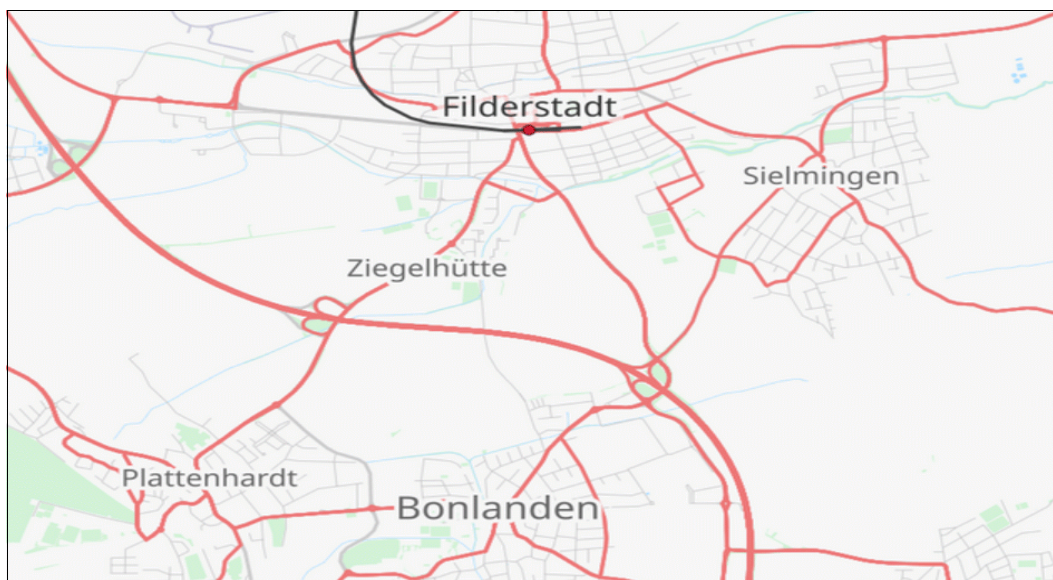 Filderstadt
Sielmingen
Ziegelhütte
Plattenhardt
Bonlanden